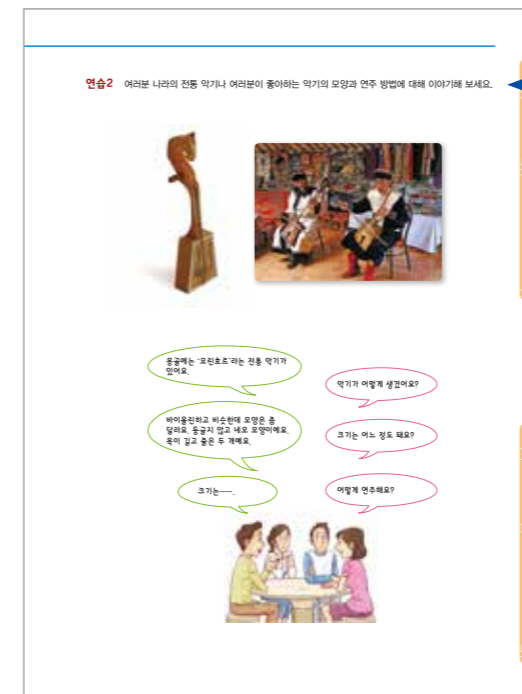 연습2 여러분 나라의 전통 악기나 여러분이 좋아하는 악기의 모양과 연주 방법에 대해 이야기해 보세요.
몽골에는 '모린호르'라는 전통 악기가
있어요.
악기가 어떻게 생겼어요?
바이올린하고 비슷한데 모양은 좀
달라요. 둥글지 않고 네모 모양이에요.
목이 길고 줄은 두 개예요.
크기는 어느 정도 돼요?
크기는……,
어떻게 연주해요?